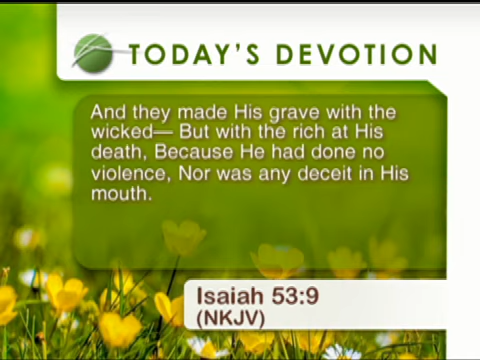 TODAY'S DEVOTION
And they made His grave with the
wicked— But with the rich at His
death, Because He had done no
violence, Nor was any deceit in His
mouth.
Isaiah 53:9
(NKJV)